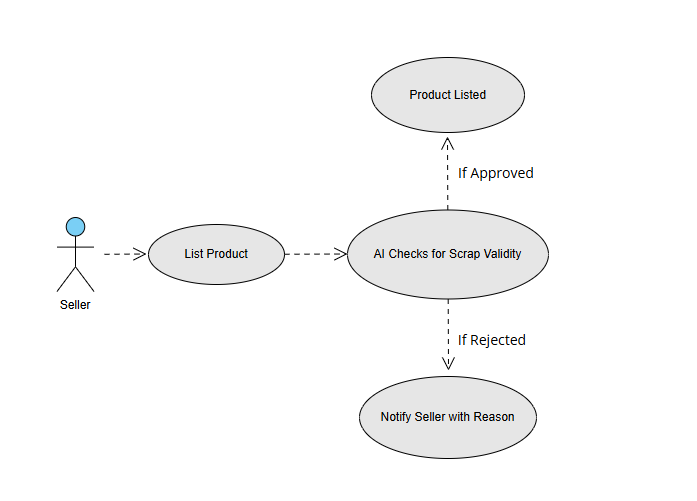 Product Listed
If Approved
List Product
AI Checks for Scrap Validity
Seller
If Rejected
Notify Seller with Reason